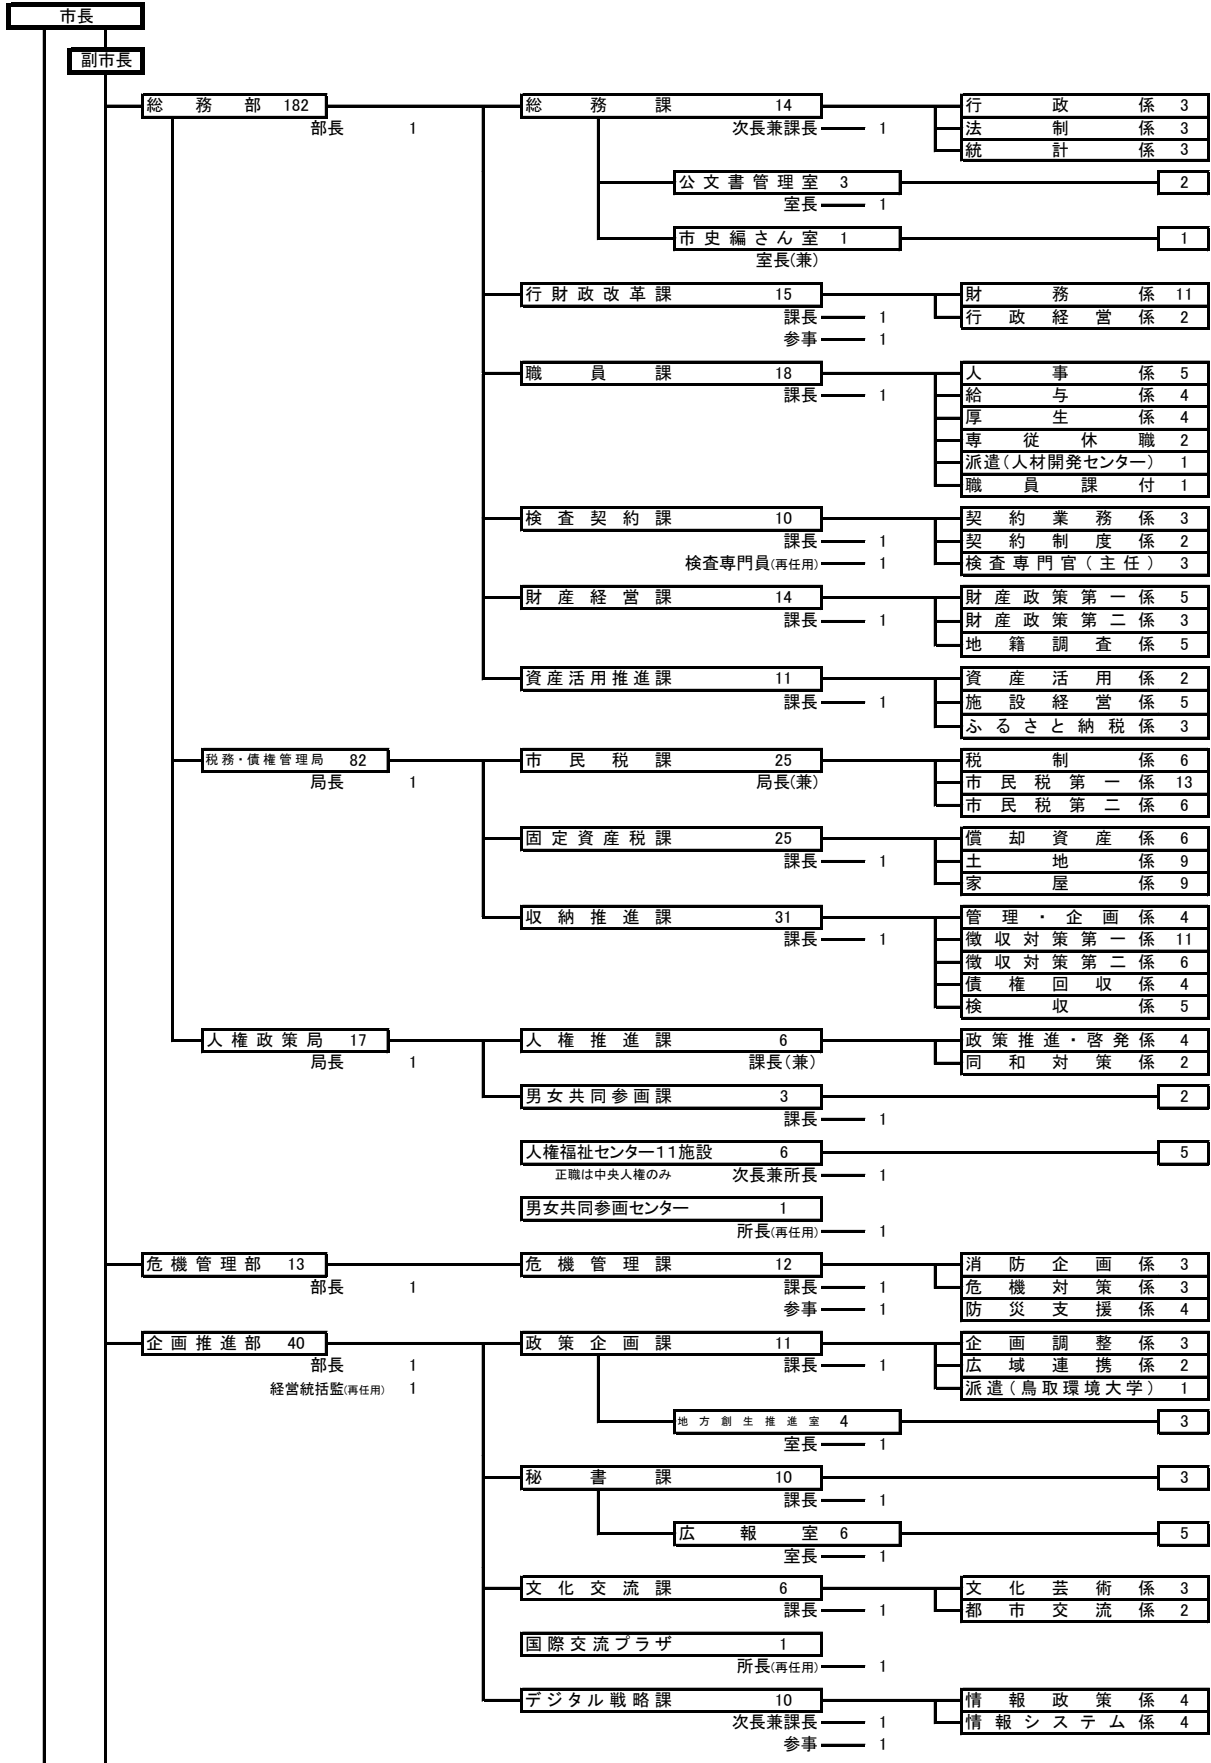 市長
副市長
総務部 182 総務課 14 行政係 3
部長 1 次長兼課長 1 法制係 3
統計係 3
公文書管理室 3 2
室長 1
市史編さん室 1 1
室長(兼)
行財政改革課 15 財務係 11
課長 1 行政経営係 2
参事 1
職員課 18 人事係 5
課長 1 給与係 4
厚生係 4
専従休職 2
派遣(人材開発センター) 1
職員課付 1
検査契約課 10 契約業務係 3
課長 1 契約制度係 2
検査専門員(再任用) 1 検査専門官(主任) 3
財産経営課 14 財産政策第一係 5
課長 1 財産政策第二係 3
地籍調査係 5
資産活用推進課 11 資産活用係 2
課長 1 施設経営係 5
ふるさと納税係 3
税務・債権管理局 82 市民税課 25 税制係 6
局長 1 局長(兼) 市民税第一係 13
市民税第二係 6
固定資産税課 25 償却資産係 6
課長 1 土地係 9
家屋係 9
収納推進課 31 管理・企画係 4
課長 1 徴収対策第一係 11
徴収対策第二係 6
債権回収係 4
検収係 5
人権政策局 17 人権推進課 6 政策推進・啓発係 4
局長 1 課長(兼) 同和対策係 2
男女共同参画課 3 2
課長 1
人権福祉センター11施設 6 5
正職は中央人権のみ 次長兼所長 1
男女共同参画センター 1
所長(再任用) 1
危機管理部 13 危機管理課 12 消防企画係 3
部長 1 課長 1 危機対策係 3
参事 1 防災支援係 4
企画推進部 40 政策企画課 11 企画調整係 3
部長 1 課長 1 広域連携係 2
経営統括監(再任用) 1 派遣(鳥取環境大学) 1
地方創生推進室 4 3
室長 1
秘書課 10 3
課長 1
広報室 6 5
室長 1
文化交流課 6 文化芸術係 3
課長 1 都市交流係 2
国際交流プラザ 1
所長(再任用) 1
デジタル戦略課 10 情報政策係 4
次長兼課長 1 情報システム係 4
参事 1